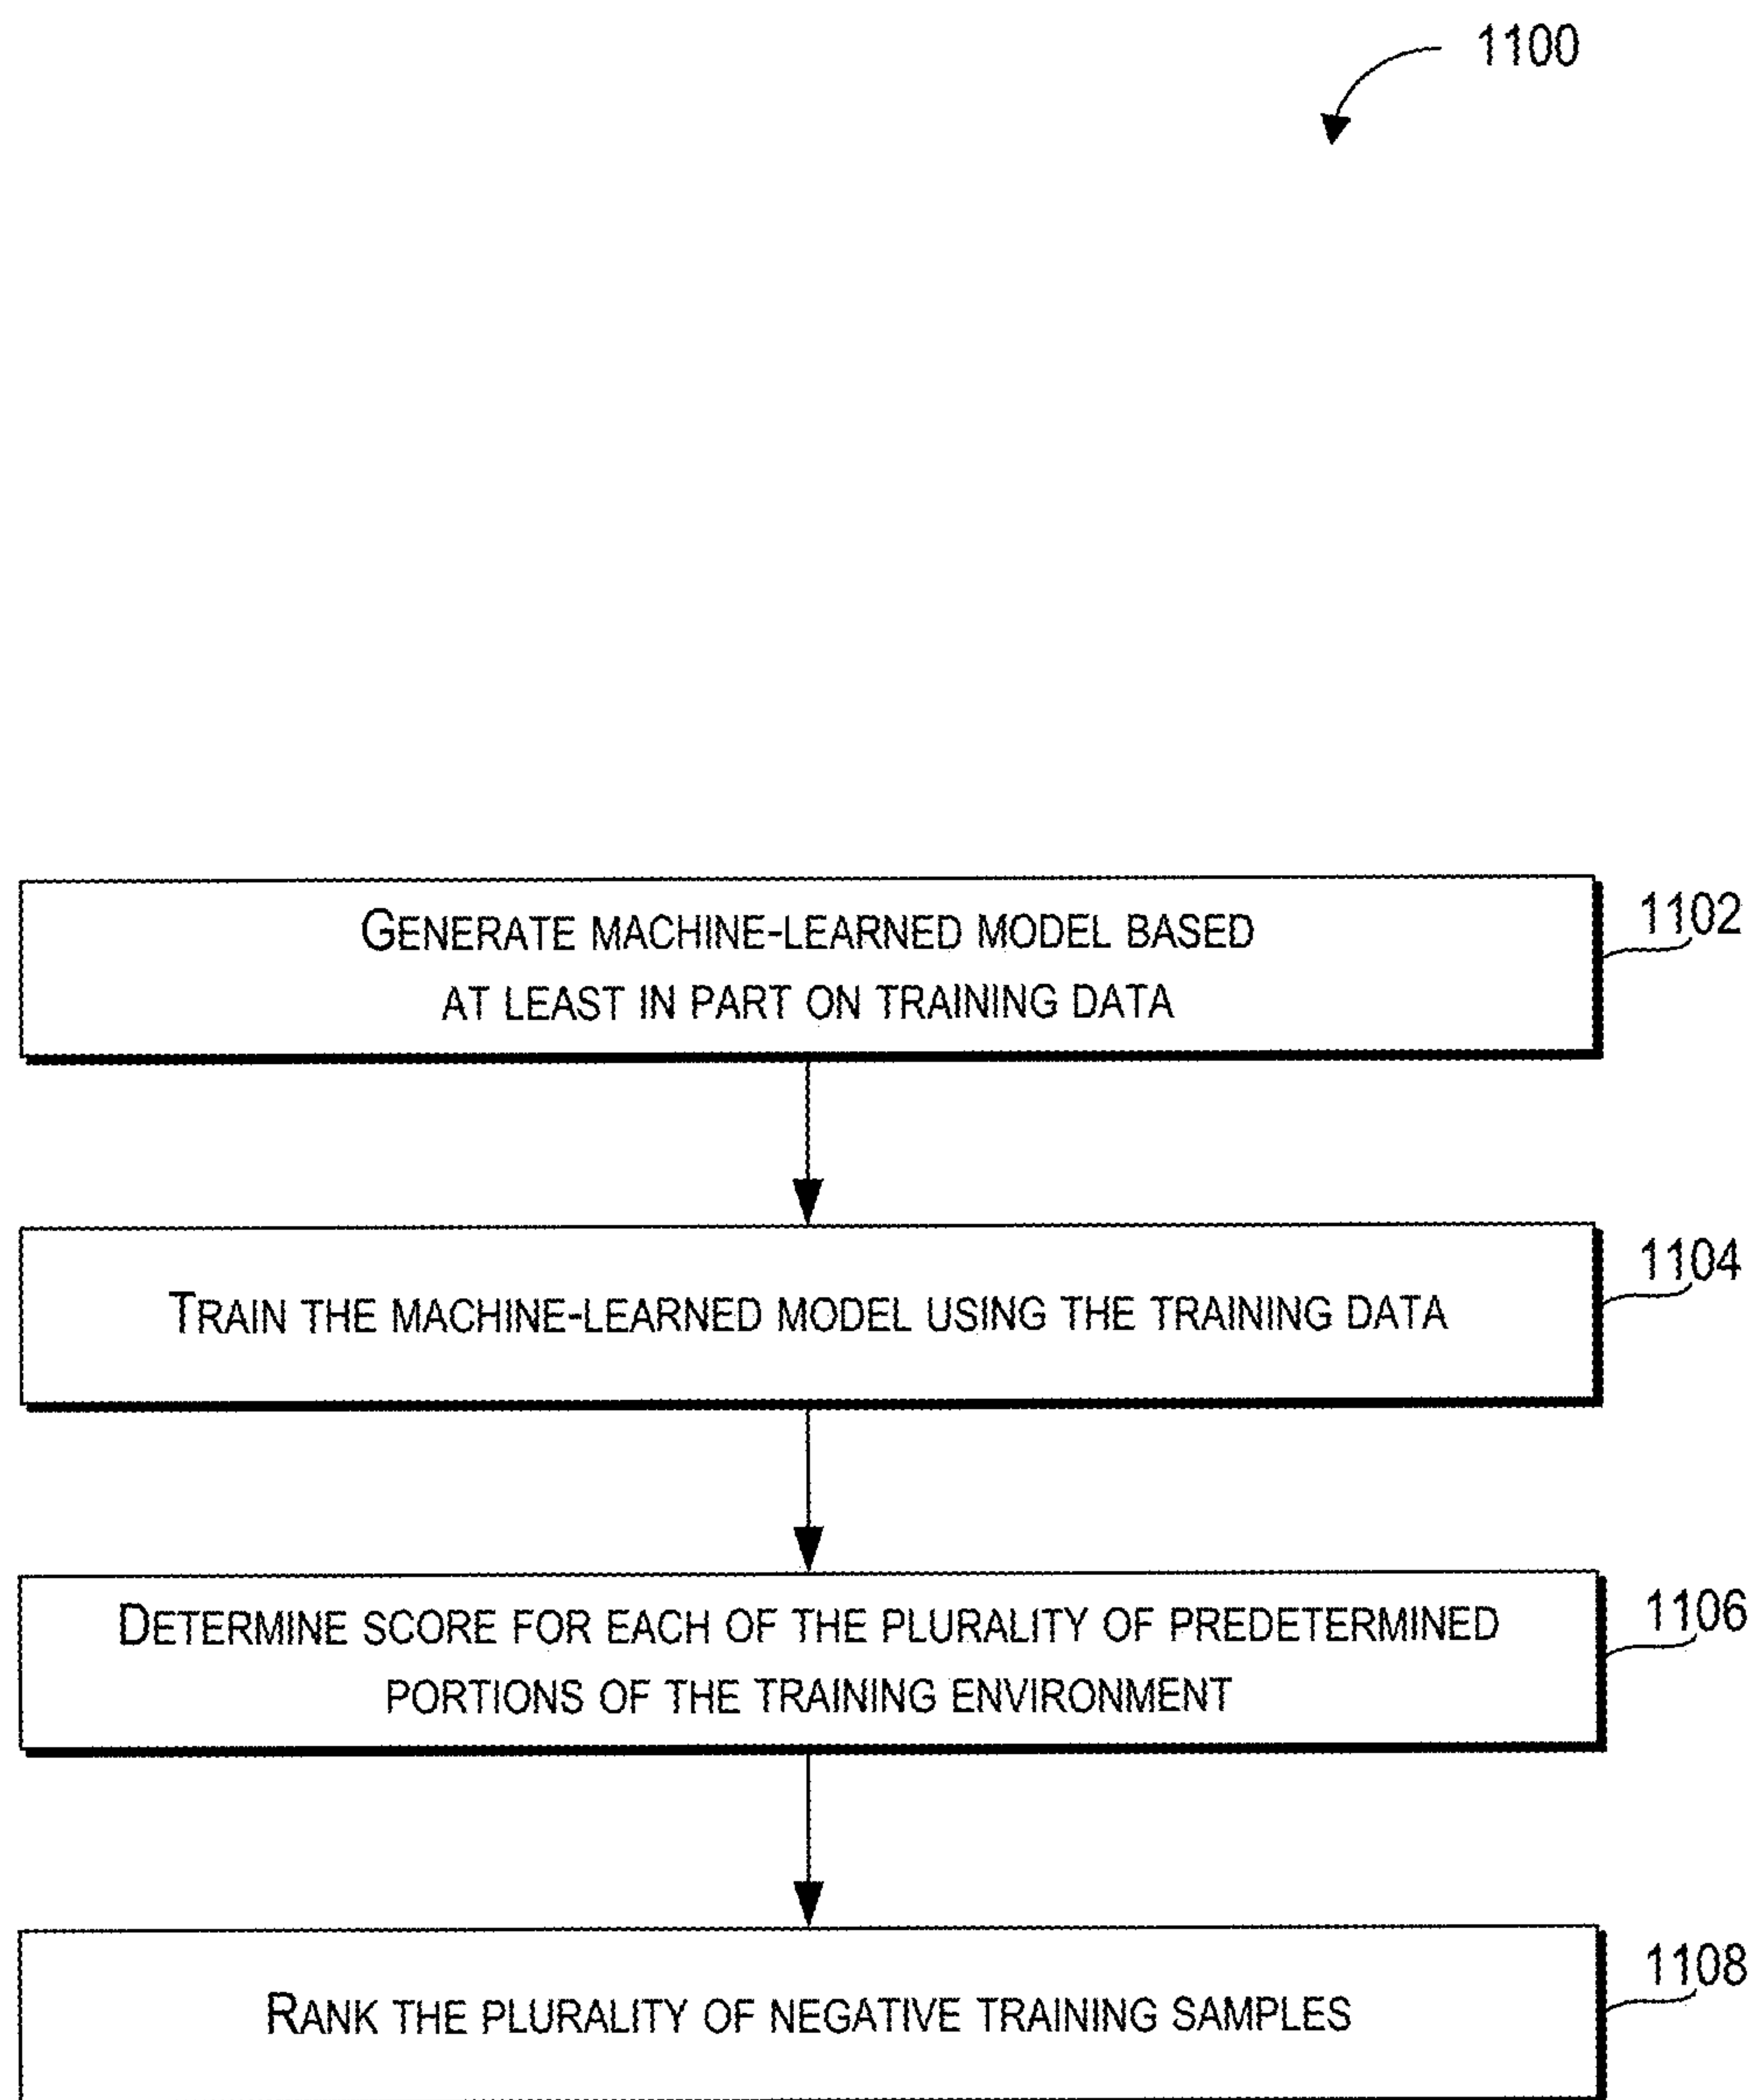 1100
GENERATE MACHINE-LEARNED MODEL BASED
1102
AT LEAST IN PART ON TRAINING DATA
TRAIN THE MACHINE-LEARNED MODEL USING THE TRAINING DATA
1104
DETERMINE SCORE FOR EACH OF THE PLURALITY OF PREDETERMINED
1106
PORTIONS OF THE TRAINING ENVIRONMENT
RANK THE PLURALITY OF NEGATIVE TRAINING SAMPLES
1108